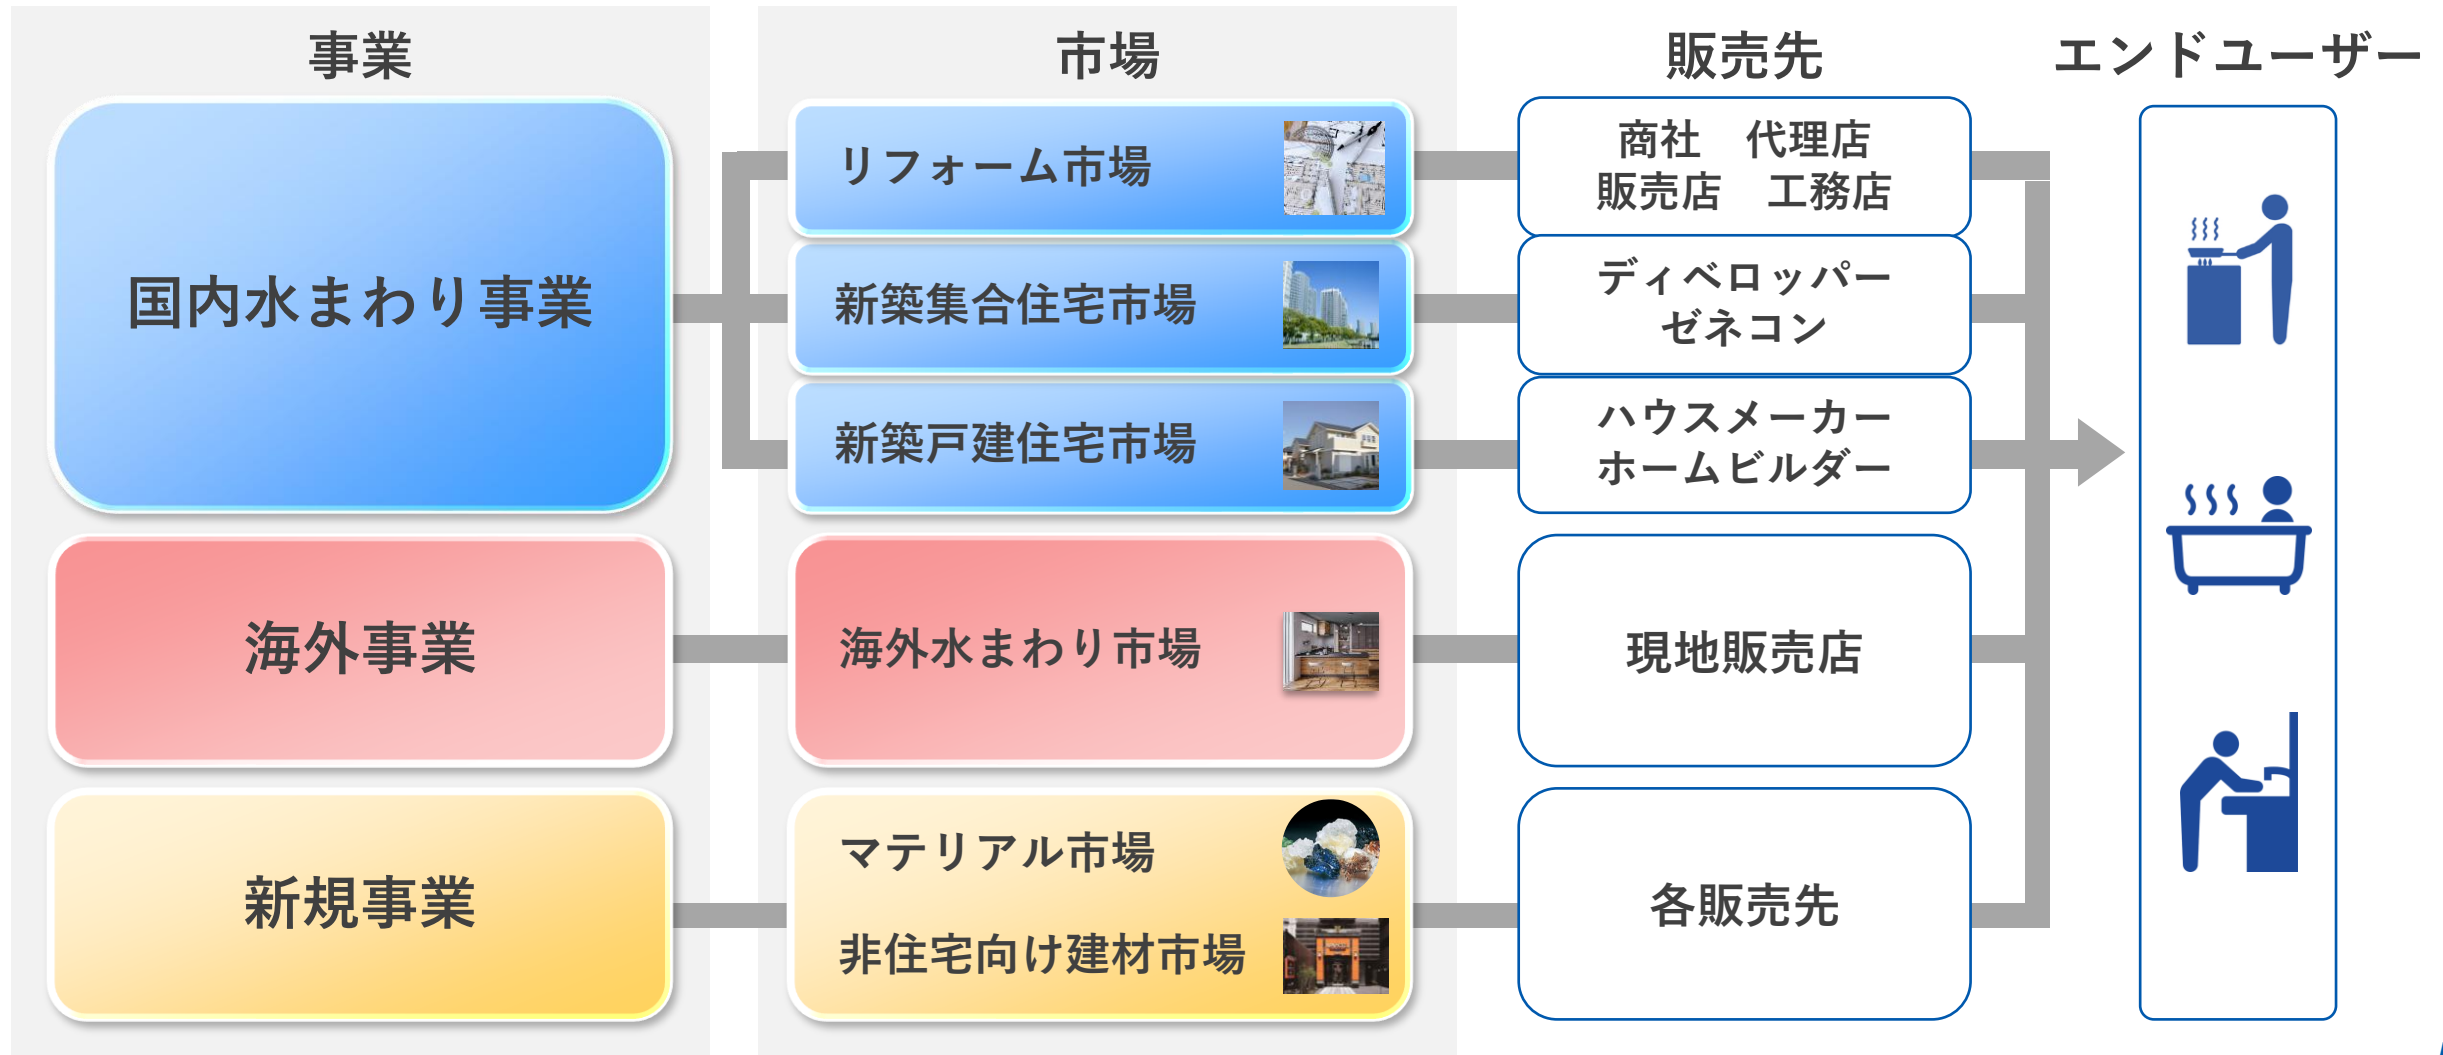 事業
市場
販売先
エンドユーザー
国内水まわり事業
リフォーム市場
商社　代理店
販売店　工務店
新築集合住宅市場
ディベロッパー
ゼネコン
新築戸建住宅市場
ハウスメーカー
ホームビルダー
海外事業
海外水まわり市場
現地販売店
新規事業
マテリアル市場
非住宅向け建材市場
各販売先